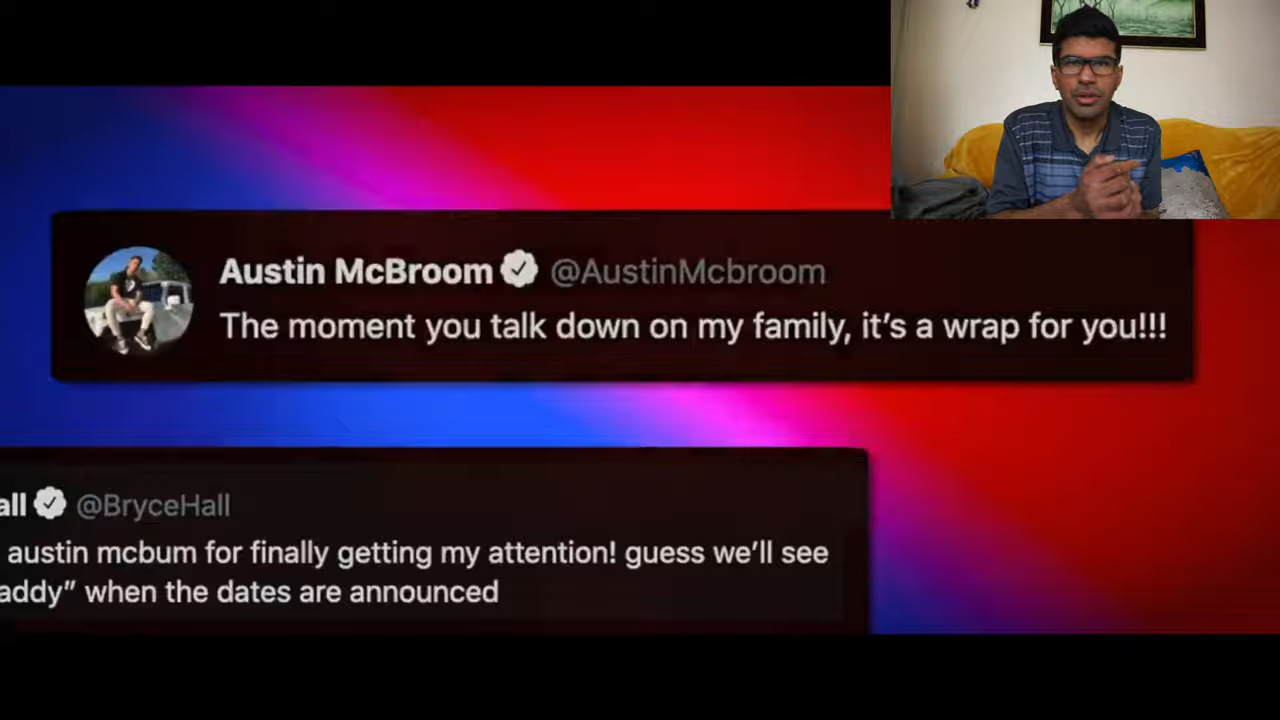 Austin McBroom @AustinMcbroom
The moment you talk down on my family, it's a wrap for you!!!
all @BryceHall
austin mcbum for finally getting my attention! guess we'll see
addy" when the dates are announced